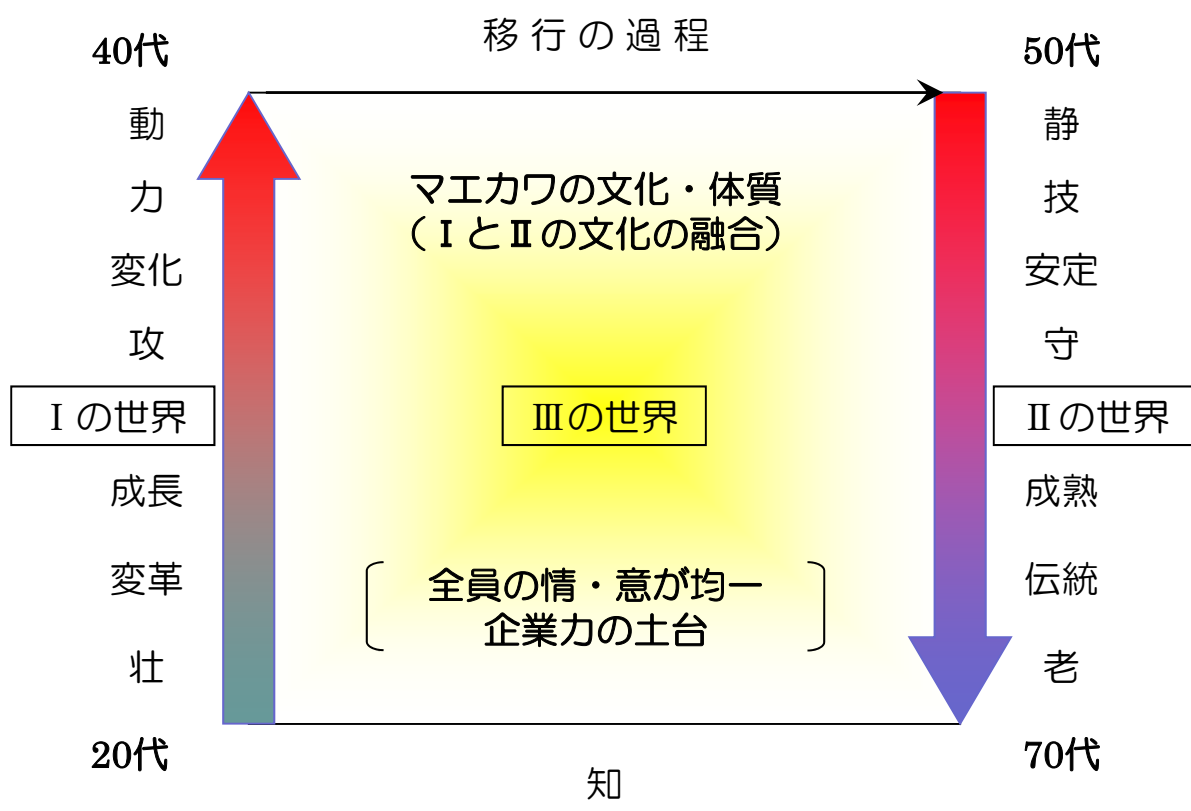 移行の過程
40代
動
力
変化
攻
Ⅰの世界
成長
変革
壮
20代
マエカワの文化・体質
（ⅠとⅡの文化の融合）
Ⅲの世界
全員の情・意が均一
企業力の土台
50代
静
技
安定
守
Ⅱの世界
成熟
伝統
老
70代
知